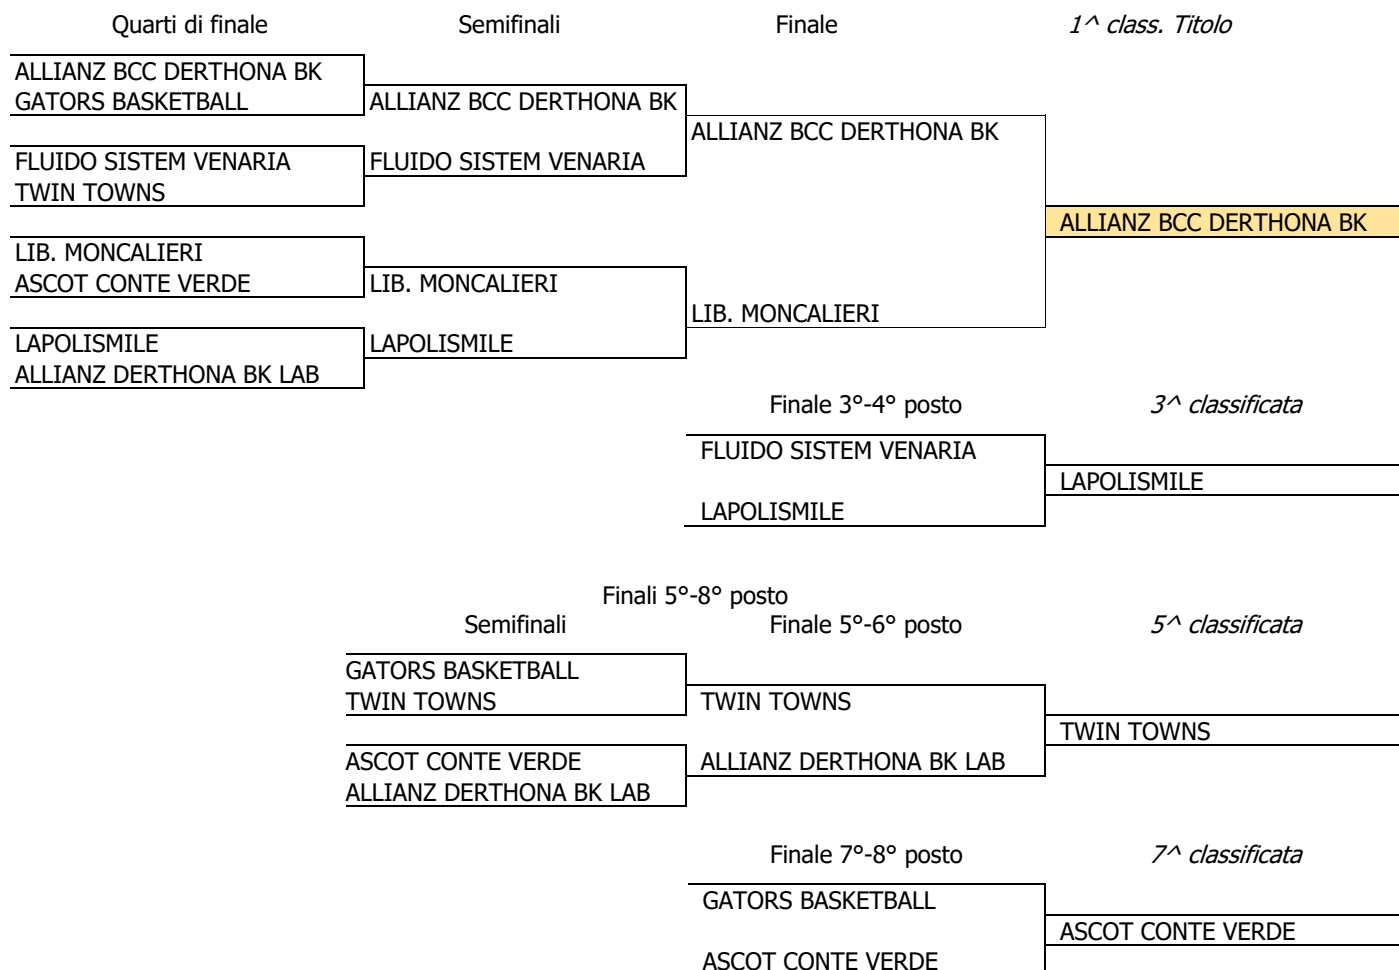 Quarti di finale Semifinali Finale 1^ class. Titolo
ALLIANZ BCC DERTHONA BK
GATORS BASKETBALL ALLIANZ BCC DERTHONA BK
ALLIANZ BCC DERTHONA BK
FLUIDO SISTEM VENARIA FLUIDO SISTEM VENARIA
TWIN TOWNS
ALLIANZ BCC DERTHONA BK
LIB. MONCALIERI
ASCOT CONTE VERDE LIB. MONCALIERI
LIB. MONCALIERI
LAPOLISMILE LAPOLISMILE
ALLIANZ DERTHONA BK LAB
Finale 3°-4° posto 3^ classificata
FLUIDO SISTEM VENARIA
LAPOLISMILE
LAPOLISMILE
Finali 5°-8° posto
Semifinali Finale 5°-6° posto 5^ classificata
GATORS BASKETBALL
TWIN TOWNS TWIN TOWNS
TWIN TOWNS
ASCOT CONTE VERDE ALLIANZ DERTHONA BK LAB
ALLIANZ DERTHONA BK LAB
Finale 7°-8° posto 7^ classificata
GATORS BASKETBALL
ASCOT CONTE VERDE
ASCOT CONTE VERDE